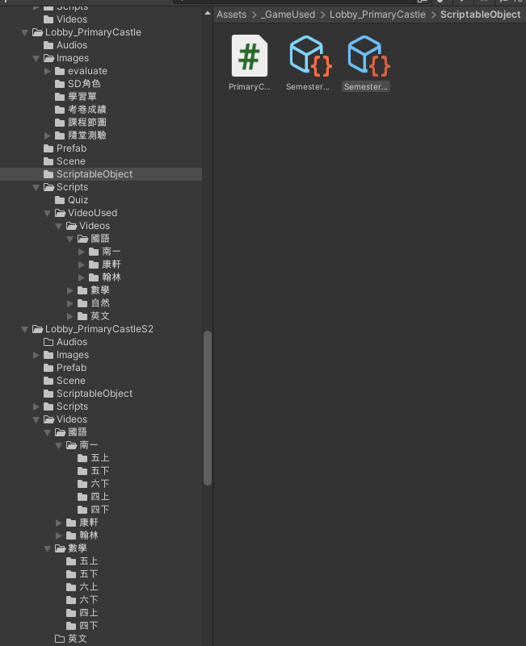 Scripts
Videos
Lobby_PrimaryCastle
Audios
Images
evaluate
SD角色
學習單
考卷成績
課程節圖
隨堂測驗
Prefab
Scene
ScriptableObject
Scripts
Quiz
VideoUsed
Videos
國語
南一
康軒
翰林
數學
自然
英文
Lobby_PrimaryCastleS2
Audios
Images
Prefab
Scene
ScriptableObject
Scripts
Videos
國語
南一
五上
五下
六下
四上
四下
康軒
翰林
數學
五上
五下
六上
六下
四上
四下
英文
Assets > _GameUsed > Lobby_PrimaryCastle > ScriptableObject
PrimaryC... Semester... Semester...